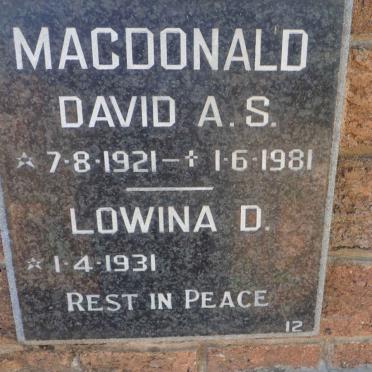 MACDONALD
DAVID A.S.
☆ 7·8·1921 – ✝ 1·6·1981
LOWINA D.
☆ 1·4·1931
REST IN PEACE
12